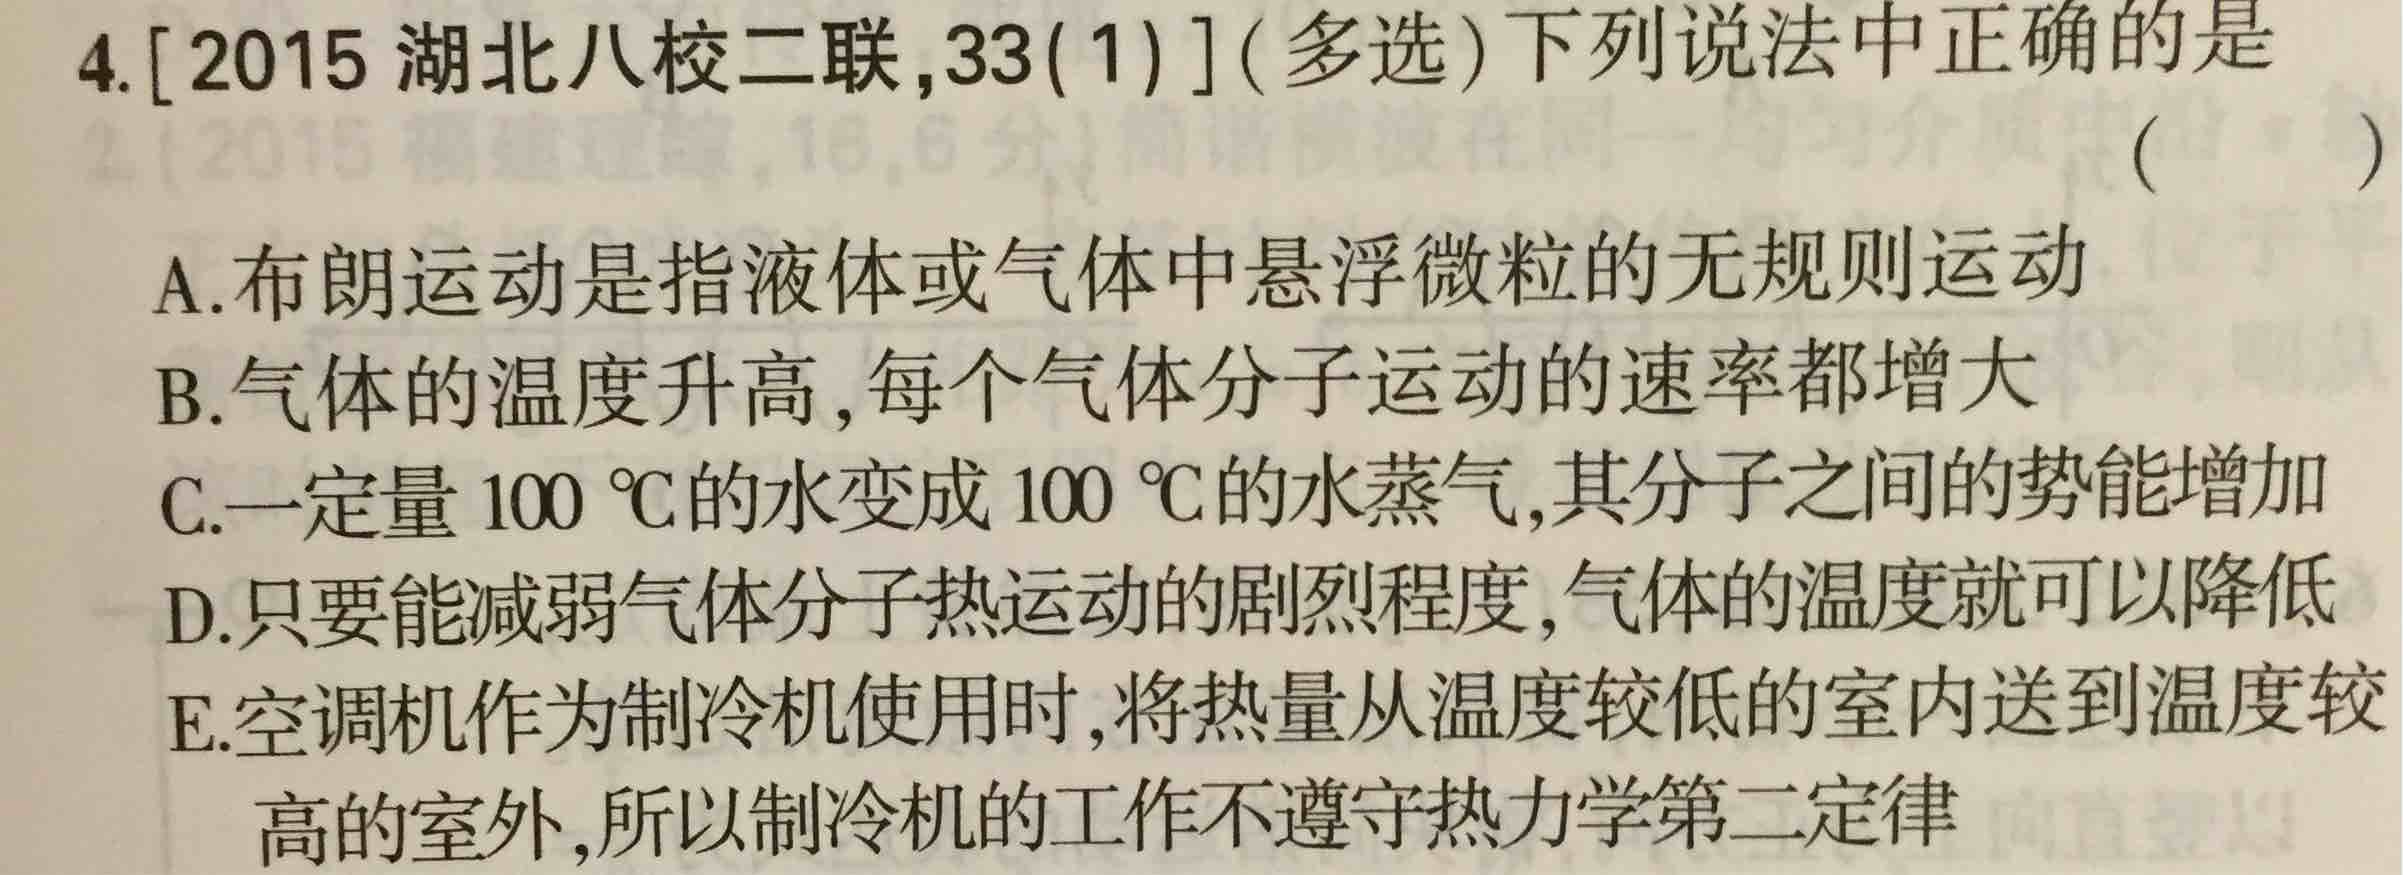 4.[2015 湖北八校二联,33(1)](多选)下列说法中正确的是
(    )
A.布朗运动是指液体或气体中悬浮微粒的无规则运动
B.气体的温度升高,每个气体分子运动的速率都增大
C.一定量 100 ℃的水变成 100 ℃的水蒸气,其分子之间的势能增加
D.只要能减弱气体分子热运动的剧烈程度,气体的温度就可以降低
E.空调机作为制冷机使用时,将热量从温度较低的室内送到温度较
高的室外,所以制冷机的工作不遵守热力学第二定律